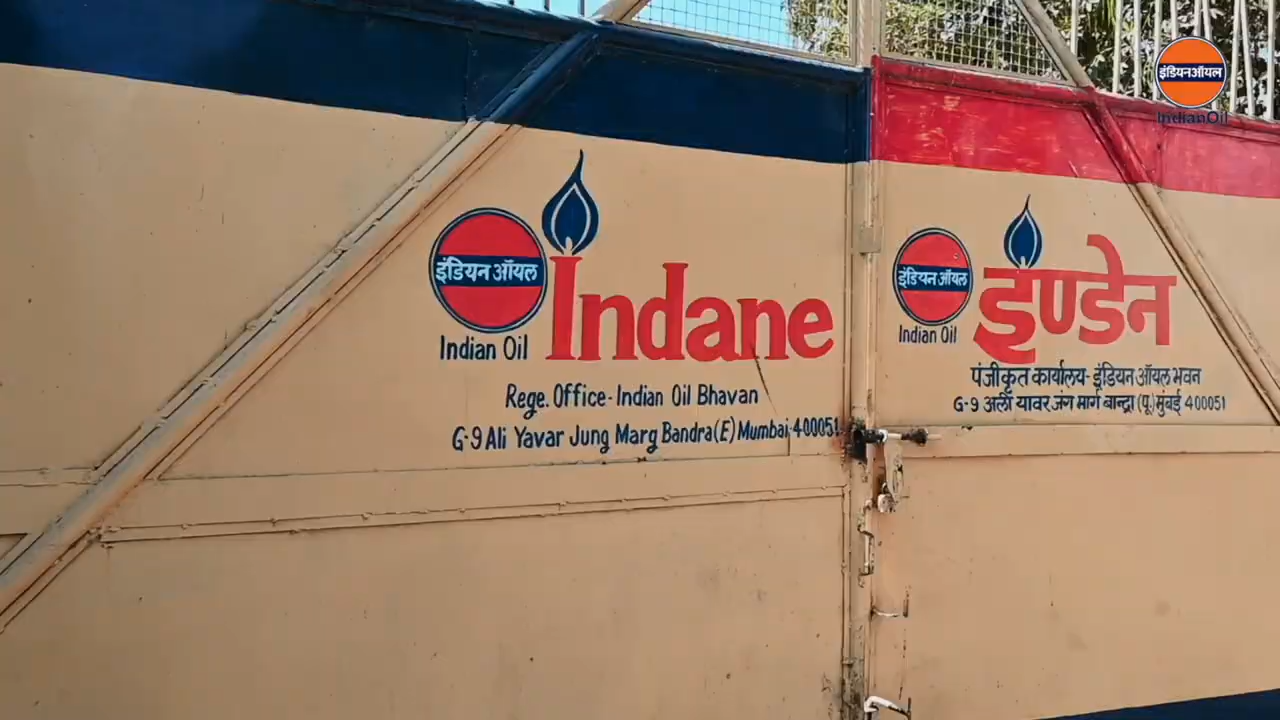 इंडियनऑयल
IndianOil
इंडियन ऑयल
Indian Oil
Indane
Rege. Office-Indian Oil Bhavan
G-9 Ali Yavar Jung Marg Bandra(E) Mumbai-400051
इंडियन ऑयल
Indian Oil
इण्डेन
पंजीकृत कार्यालय- इंडियन ऑयल भवन
G-9 अली यावर जंग मार्ग बान्द्रा (पू.) मुंबई 400051